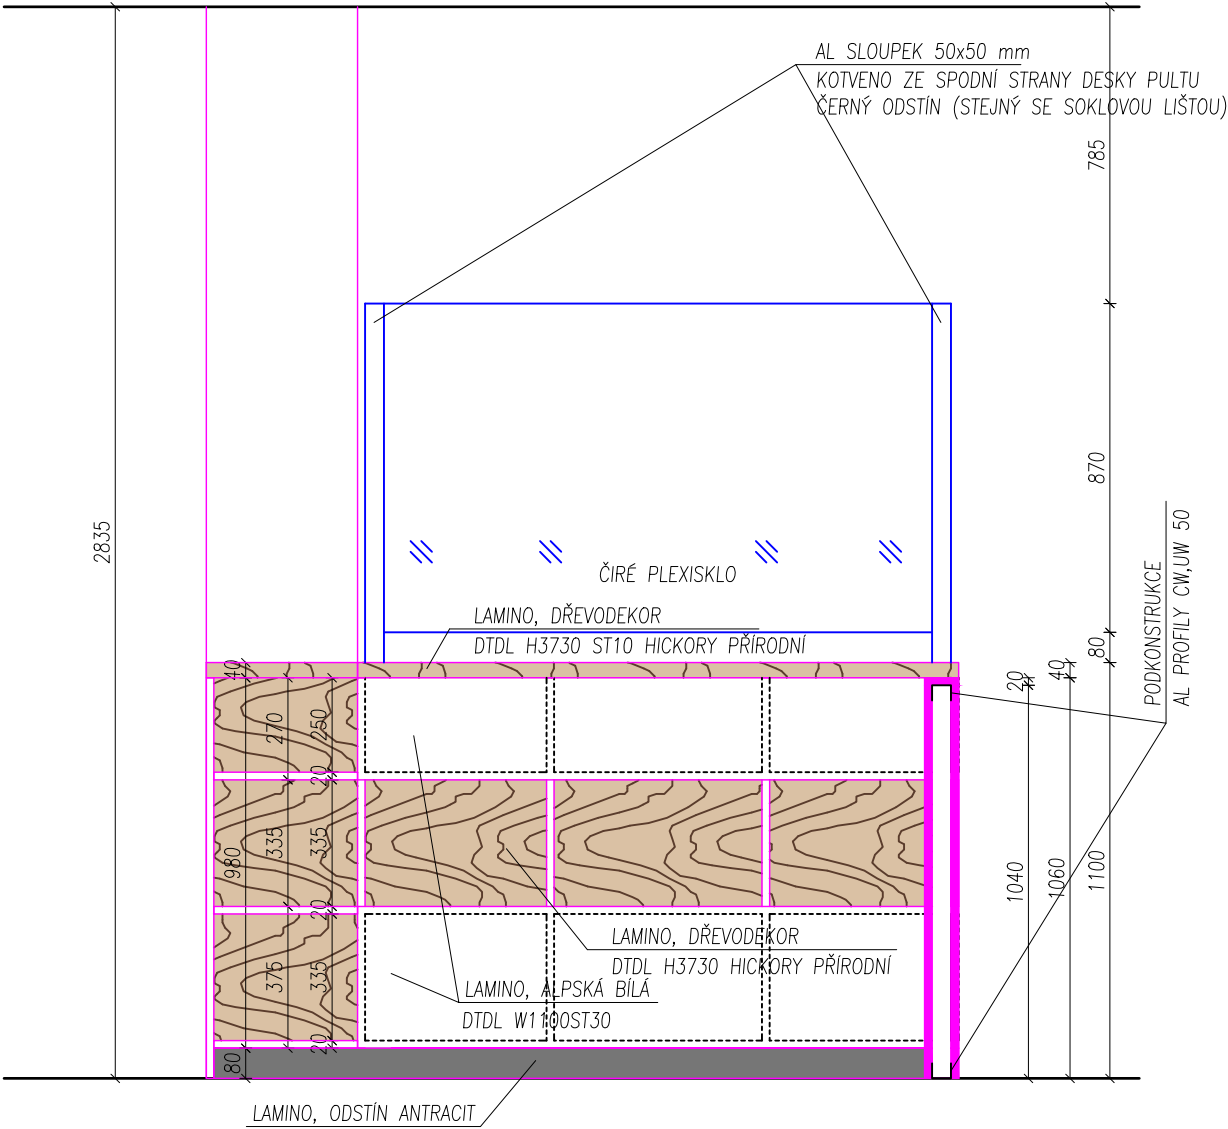 AL SLOUPEK 50x50 mm
KOTVENO ZE SPODNÍ STRANY DESKY PULTU
ČERNÝ ODSTÍN (STEJNÝ SE SOKLOVOU LIŠTOU)
785
2835
870
ČIRÉ PLEXISKLO
LAMINO, DŘEVODEKOR
DTDL H3730 ST10 HICKORY PŘÍRODNÍ
80
PODKONSTRUKCE
AL PROFILY CW,UW 50
40
20
40
270
250
20
335
335
980
20
375
335
20
80
1040
1060
1100
LAMINO, DŘEVODEKOR
DTDL H3730 HICKORY PŘÍRODNÍ
LAMINO, ALPSKÁ BÍLÁ
DTDL W1100ST30
LAMINO, ODSTÍN ANTRACIT